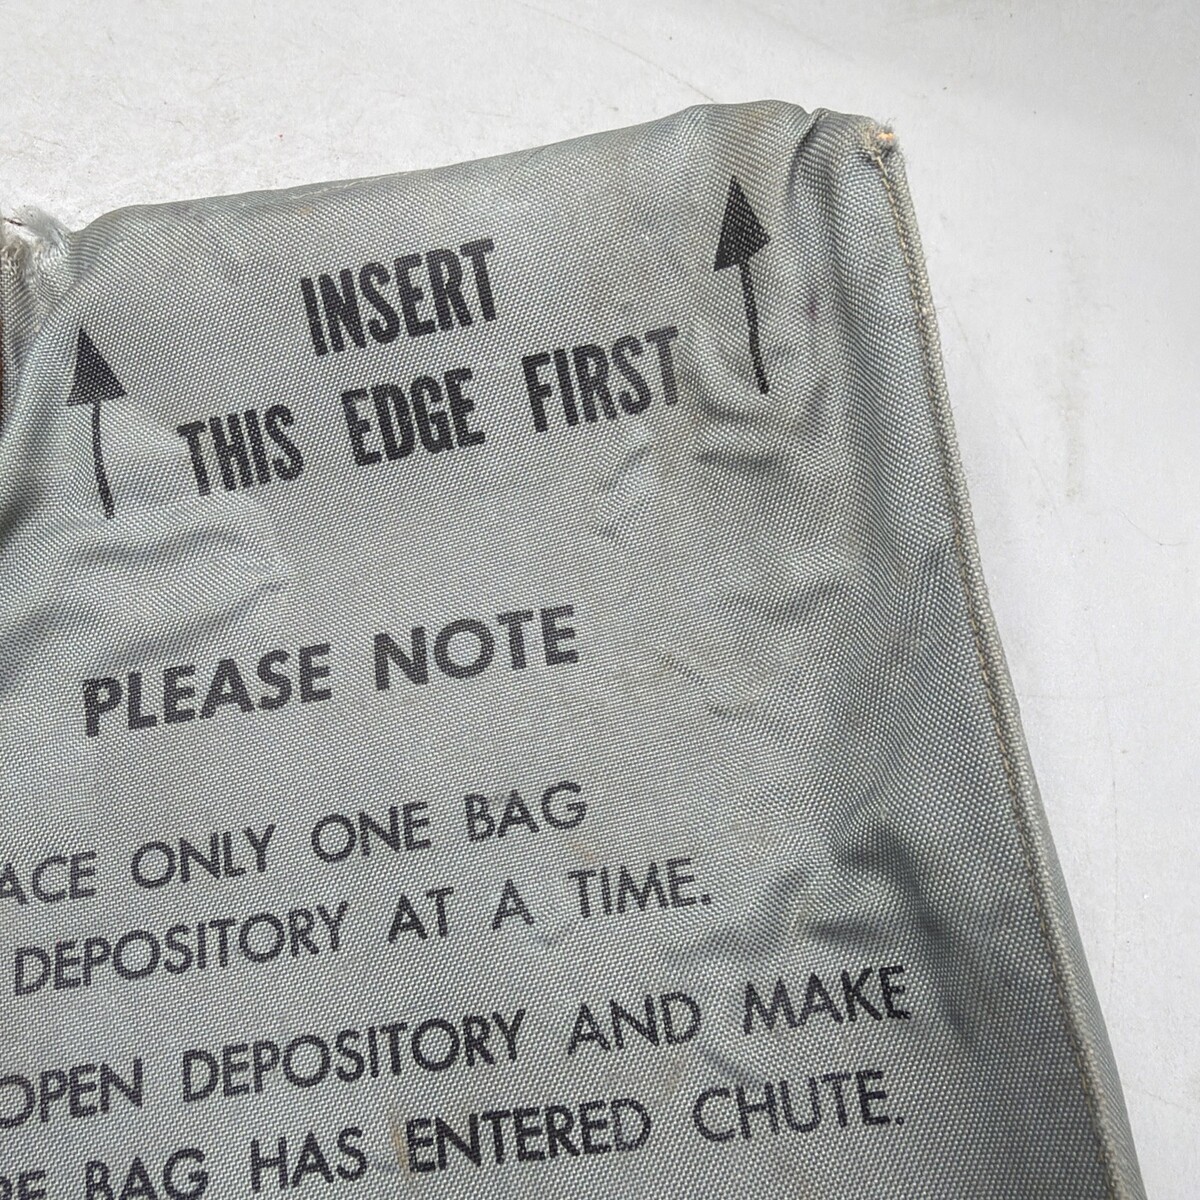 INSERT
THIS EDGE FIRST
PLEASE NOTE
ACE ONLY ONE BAG
DEPOSITORY AT A TIME.
OPEN DEPOSITORY AND MAKE
RE BAG HAS ENTERED CHUTE.